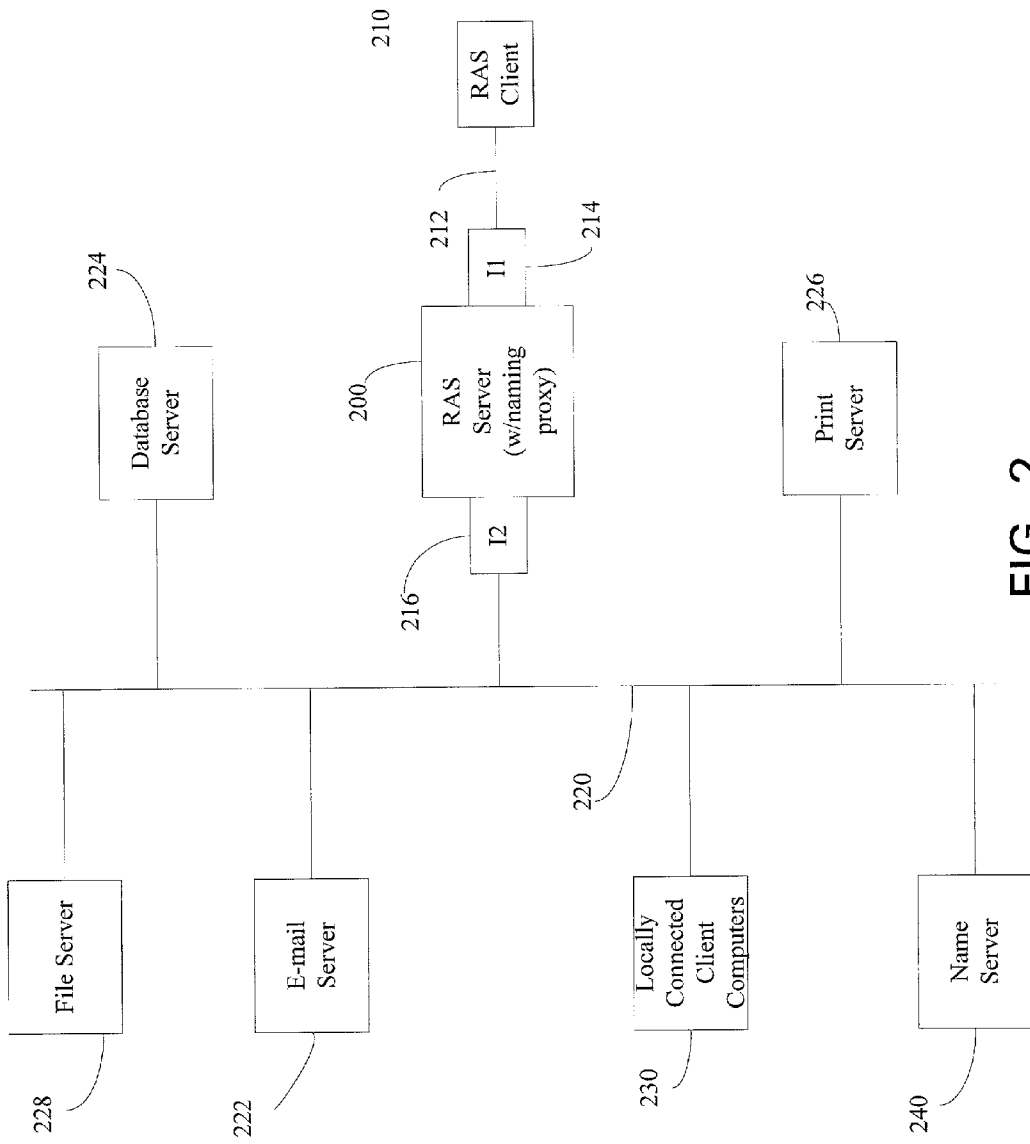 File Server
228
E-mail
Server
222
Locally
Connected
Client
Computers
230
Name
Server
240
220
Database
Server
224
I2
216
RAS
Server
(w/naming
proxy)
200
I1
214
212
RAS
Client
210
Print
Server
226
FIG. 2